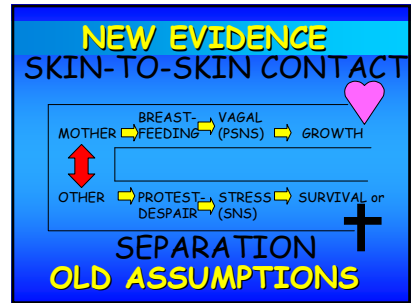 NEW EVIDENCE
SKIN-TO-SKIN CONTACT
BREAST- VAGAL
MOTHER FEEDING (PSNS) GROWTH
OTHER PROTEST- STRESS SURVIVAL or
DESPAIR (SNS)
SEPARATION
OLD ASSUMPTIONS